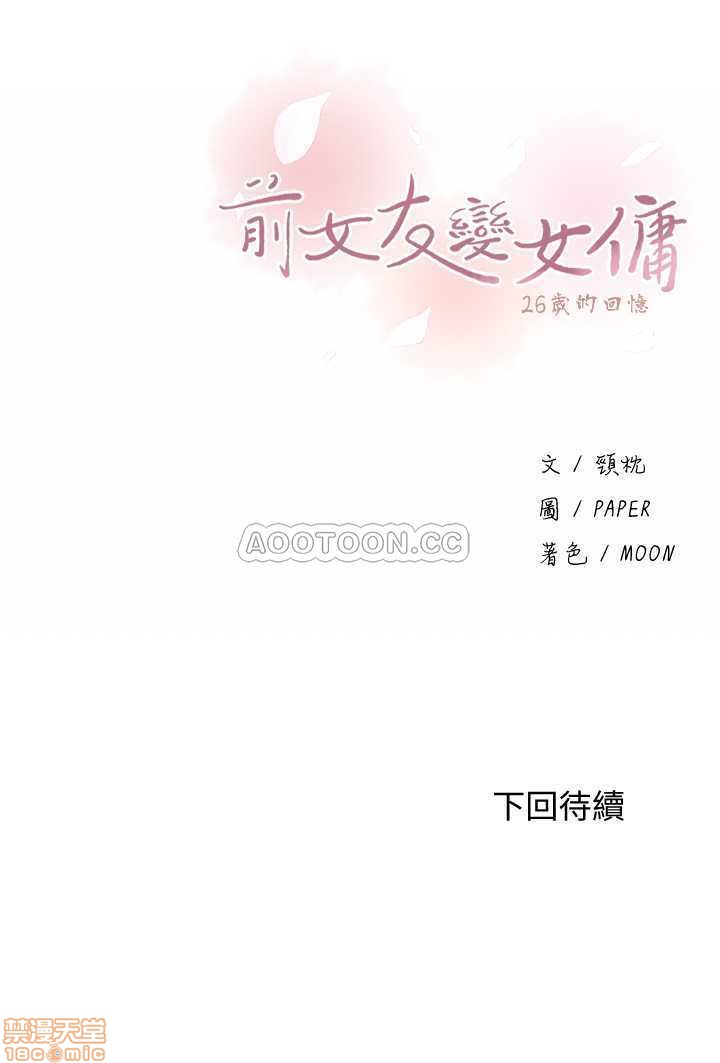 前女友變女傭
26歲的回憶
文 / 頸枕
圖 / PAPER
著色 / MOON
AOOTOON.CC
下回待續
禁漫天堂
18comic